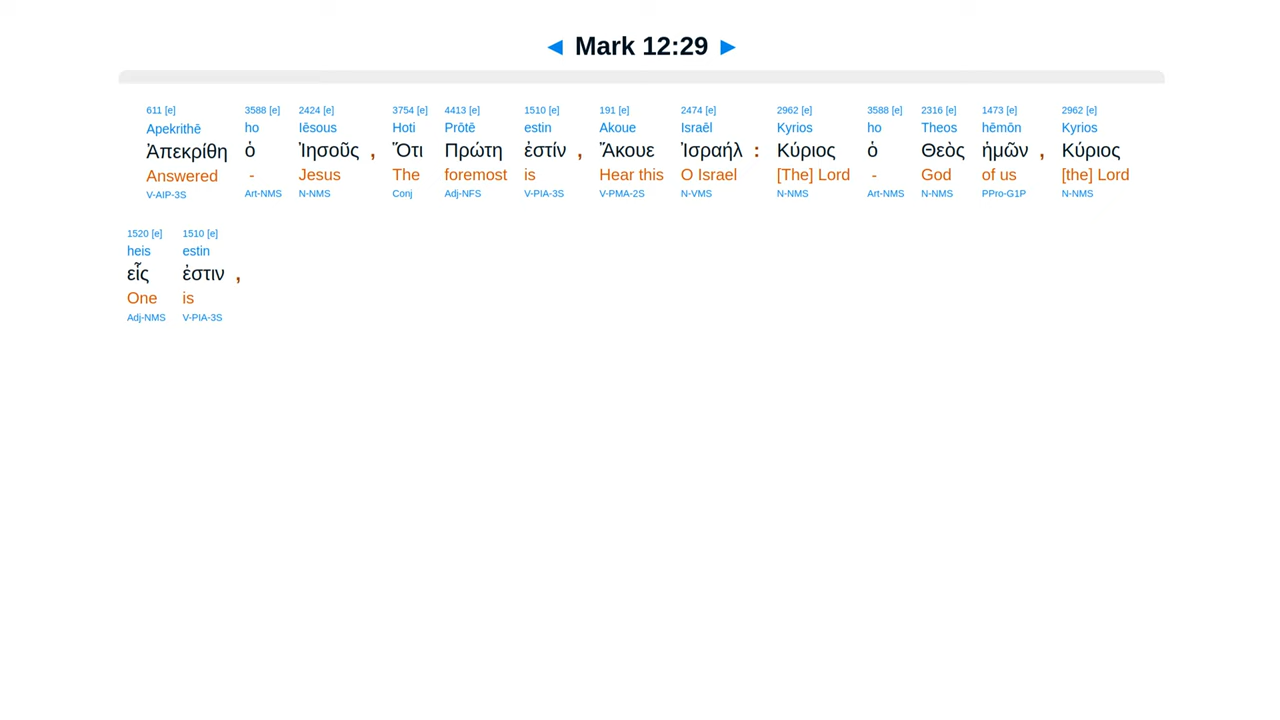 ◄ Mark 12:29 ►
611 [e] 3588 [e] 2424 [e] 3754 [e] 4413 [e] 1510 [e] 191 [e] 2474 [e] 2962 [e] 3588 [e] 2316 [e] 1473 [e] 2962 [e]
Apekrithē ho Iēsous Hoti Prōtē estin Akoue Israēl Kyrios ho Theos hēmōn Kyrios
Ἀπεκρίθη ὁ Ἰησοῦς , Ὅτι Πρώτη ἐστίν , Ἄκουε Ἰσραήλ : Κύριος ὁ Θεὸς ἡμῶν , Κύριος
Answered - Jesus The foremost is Hear this O Israel [The] Lord - God of us [the] Lord
V-AIP-3S Art-NMS N-NMS Conj Adj-NFS V-PIA-3S V-PMA-2S N-VMS N-NMS Art-NMS N-NMS PPro-G1P N-NMS
1520 [e] 1510 [e]
heis estin
εἷς ἐστιν ,
One is
Adj-NMS V-PIA-3S